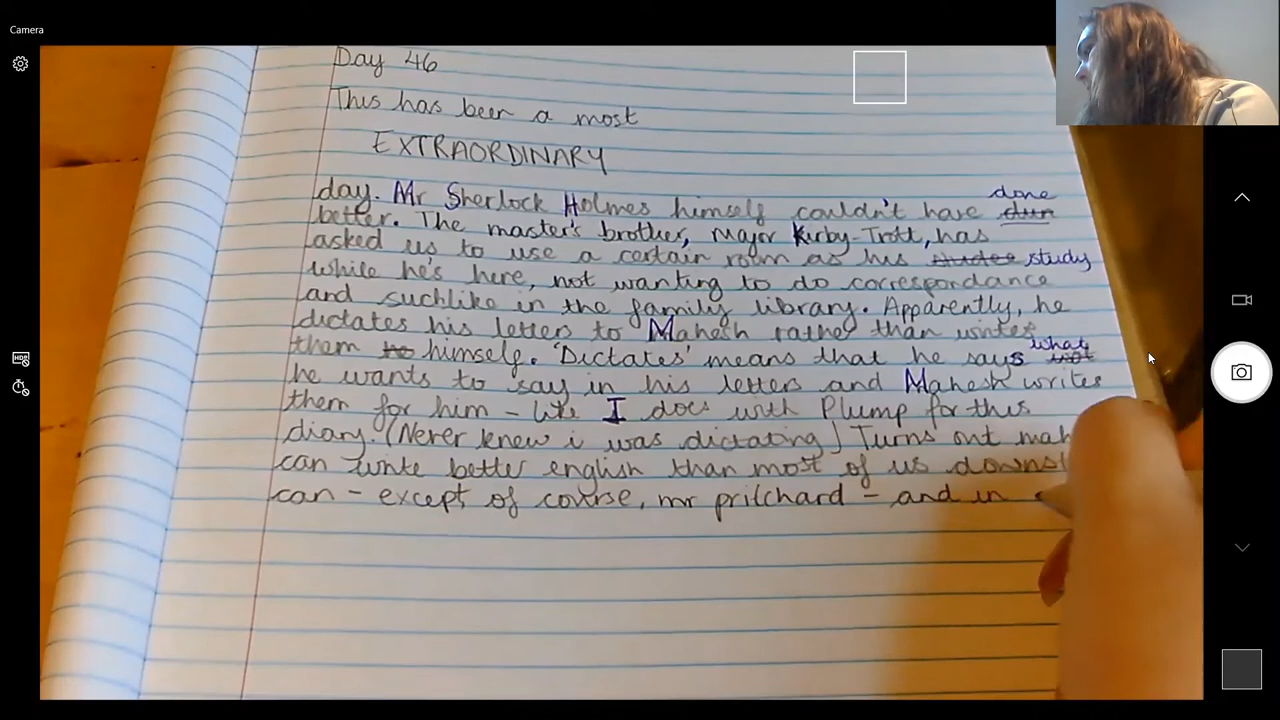 Camera
Day 46
This has been a most
EXTRAORDINARY
day. Mr Sherlock Holmes himself couldn't have done
better. The master's brother, Major Kirby-Trott, has
asked us to use a certain room as his study
while he's here, not wanting to do correspondance
and suchlike in the family library. Apparently, he
dictates his letters to Mahesh rather than writes
them himself. 'Dictates' means that he says what
he wants to say in his letters and Mahesh writes
them for him - like I does with Plump for this
diary. (Never knew i was dictating) Turns out mah
can write better english than most of us downst
can - except of course, mr prilchard - and in